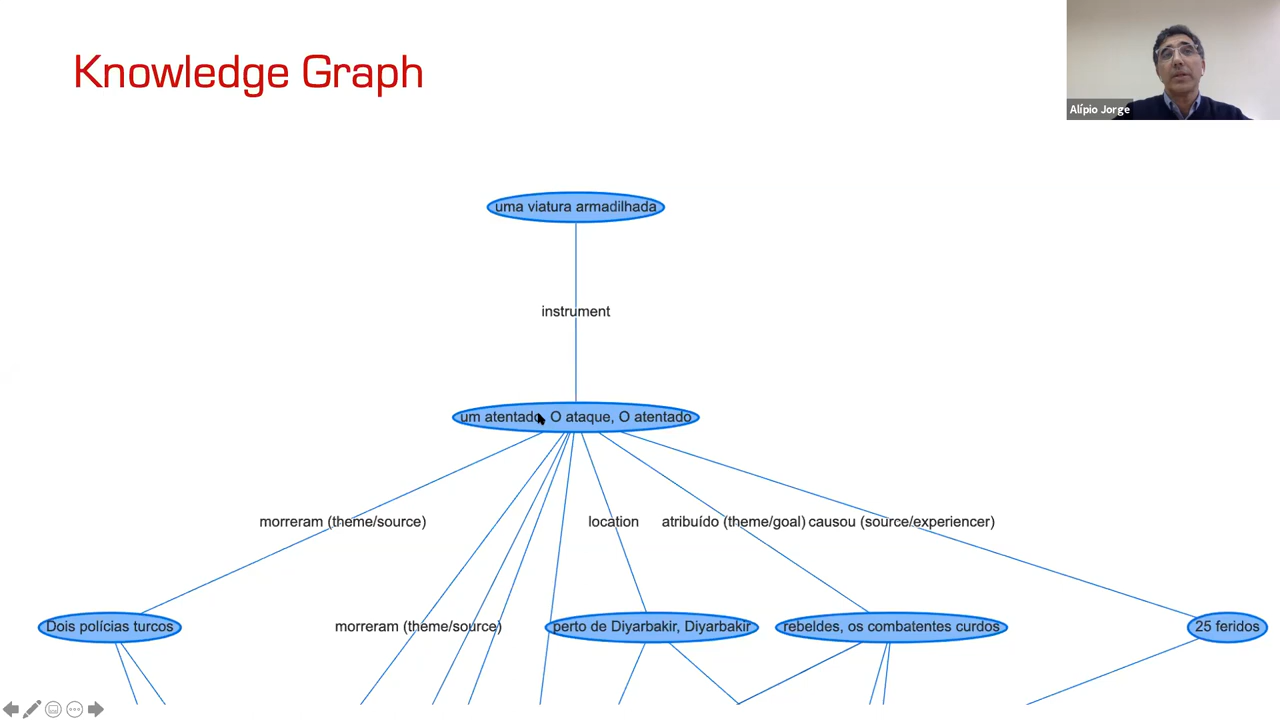 Knowledge Graph
Alípio Jorge
uma viatura armadilhada
instrument
um atentado, O ataque, O atentado
morreram (theme/source)
location
atribuído (theme/goal)
causou (source/experiencer)
Dois polícias turcos
morreram (theme/source)
perto de Diyarbakir, Diyarbakir
rebeldes, os combatentes curdos
25 feridos